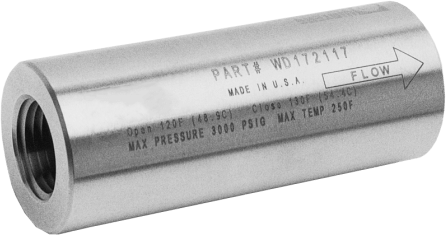 PART# WD172117
MADE IN U.S.A.
FLOW
Open 120F (48.9C) Close 130F (54.4C)
MAX PRESSURE 3000 PSIG MAX TEMP 250F